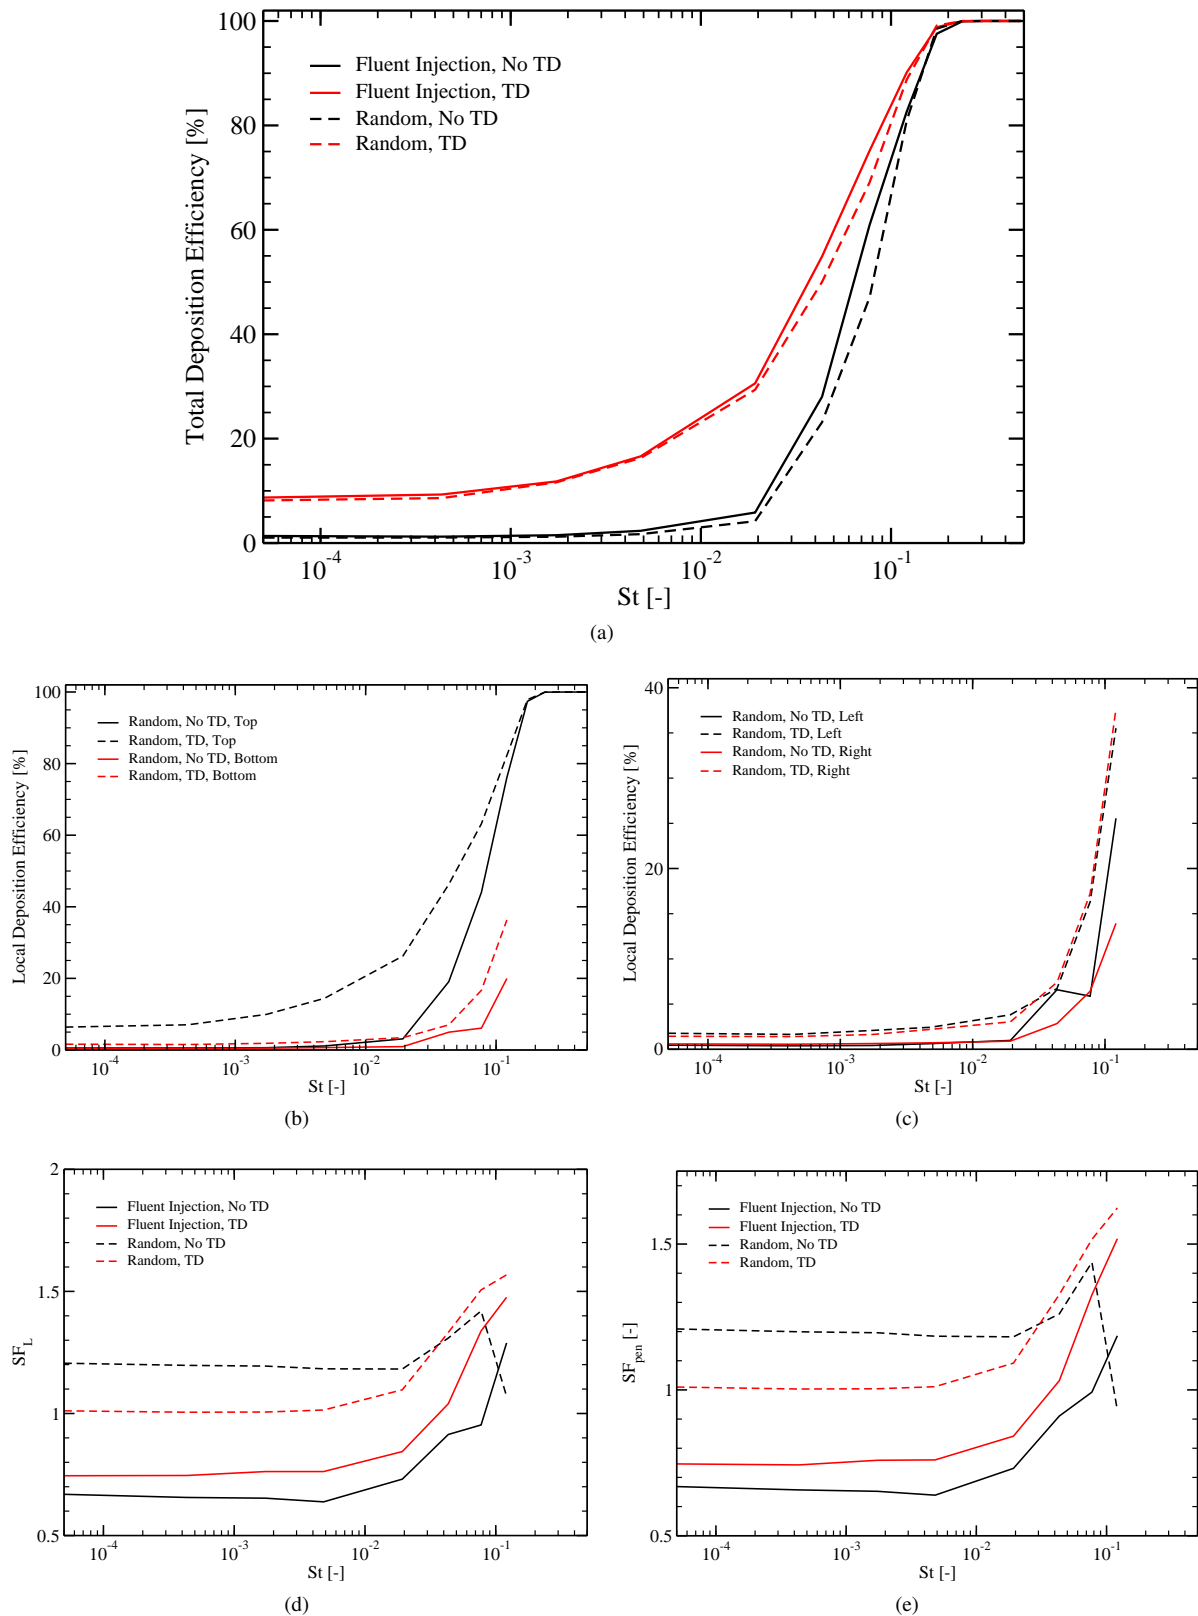 100
80
60
40
20
0
Total Deposition Efficiency [%]
Fluent Injection, No TD
Fluent Injection, TD
Random, No TD
Random, TD
10^-4
10^-3
10^-2
10^-1
St [-]
(a)
100
80
60
40
20
0
Local Deposition Efficiency [%]
Random, No TD, Top
Random, TD, Top
Random, No TD, Bottom
Random, TD, Bottom
10^-4
10^-3
10^-2
10^-1
St [-]
(b)
40
20
0
Local Deposition Efficiency [%]
Random, No TD, Left
Random, TD, Left
Random, No TD, Right
Random, TD, Right
10^-4
10^-3
10^-2
10^-1
St [-]
(c)
2
1.5
1
0.5
SF_L
Fluent Injection, No TD
Fluent Injection, TD
Random, No TD
Random, TD
10^-4
10^-3
10^-2
10^-1
St [-]
(d)
1.5
1
0.5
SF_pen [-]
Fluent Injection, No TD
Fluent Injection, TD
Random, No TD
Random, TD
10^-4
10^-3
10^-2
10^-1
St [-]
(e)